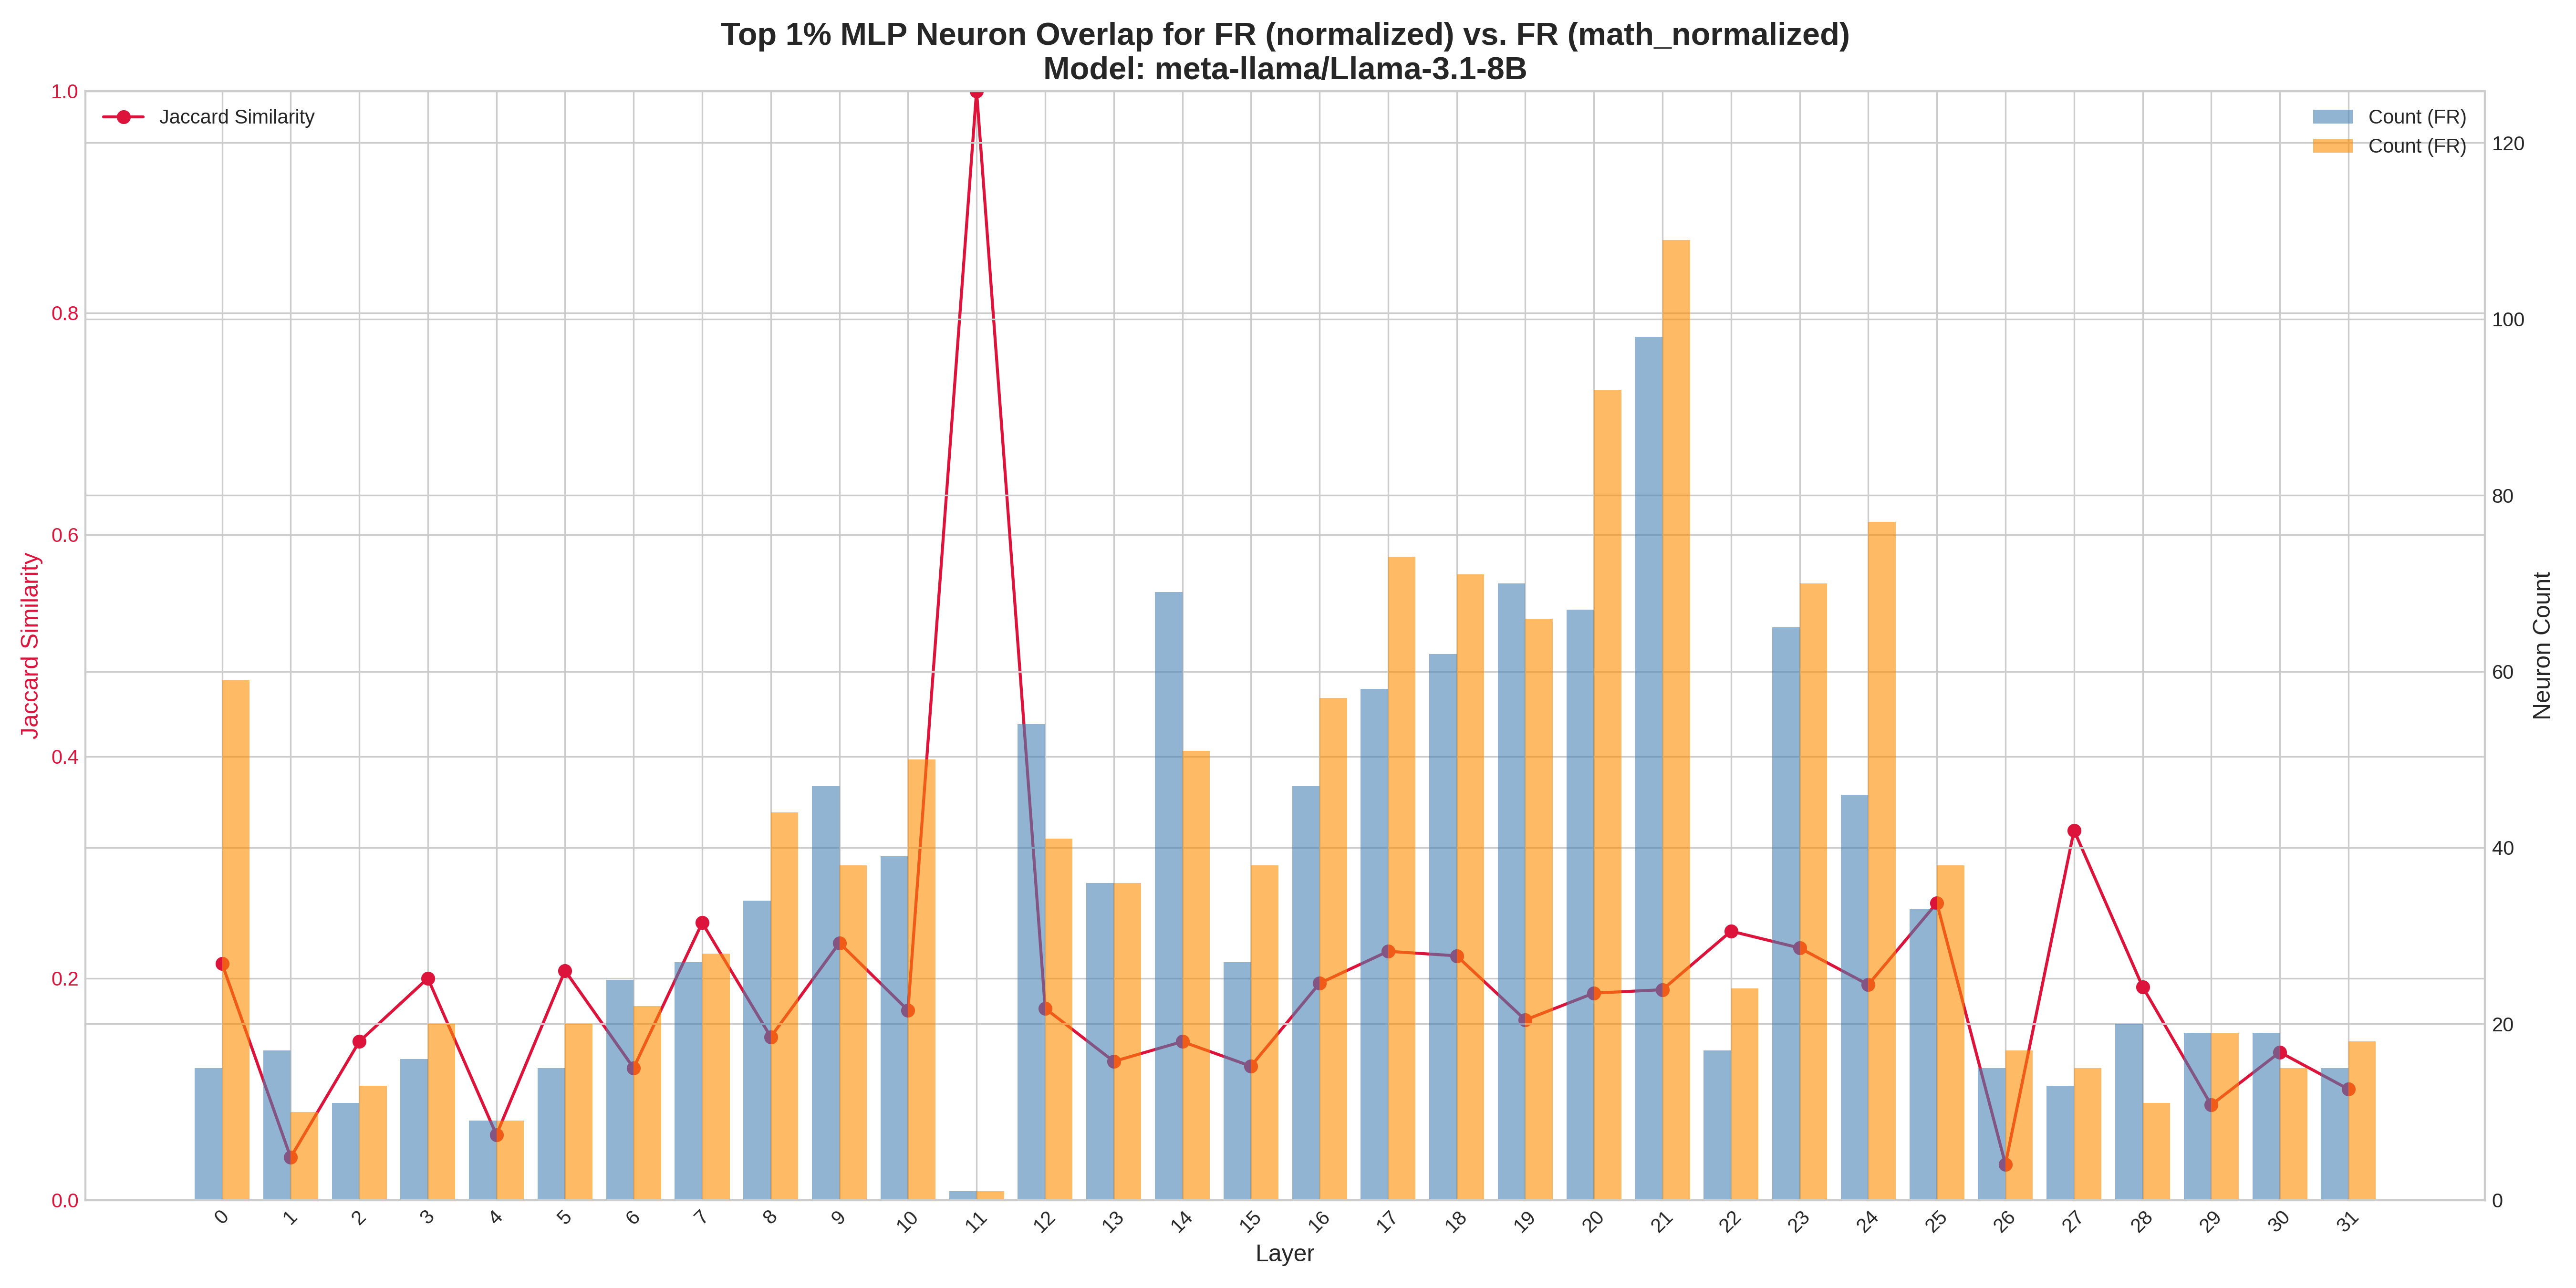 Top 1% MLP Neuron Overlap for FR (normalized) vs. FR (math_normalized)
Model: meta-llama/Llama-3.1-8B
Jaccard Similarity
Count (FR)
Count (FR)
Jaccard Similarity
1.0
0.8
0.6
0.4
0.2
0.0
120
100
80
60
40
20
0
Neuron Count
0 1 2 3 4 5 6 7 8 9 10 11 12 13 14 15 16 17 18 19 20 21 22 23 24 25 26 27 28 29 30 31
Layer